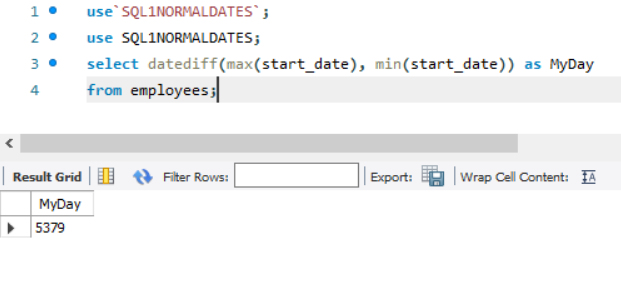 1 use`SQL1NORMALDATES`;
2 use SQL1NORMALDATES;
3 select datediff(max(start_date), min(start_date)) as MyDay
4 from employees;
Result Grid Filter Rows: Export: Wrap Cell Content: IA
MyDay
5379